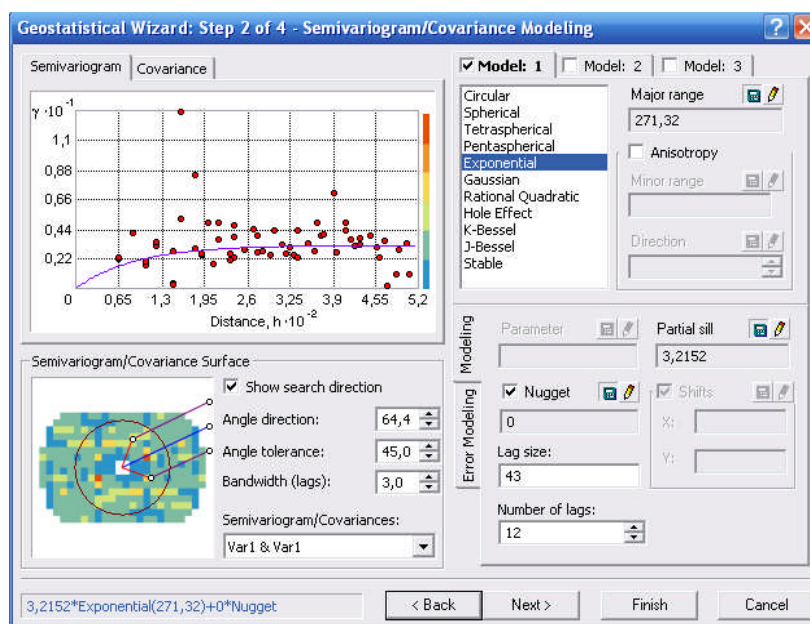 Geostatistical Wizard: Step 2 of 4 - Semivariogram/Covariance Modeling
Semivariogram
Covariance
γ·10⁻¹
1,1
0,88
0,66
0,44
0,22
0
0,65
1,3
1,95
2,6
3,25
3,9
4,55
5,2
Distance, h·10⁻²
Semivariogram/Covariance Surface
Show search direction
Angle direction:
64,4
Angle tolerance:
45,0
Bandwidth (lags):
3,0
Semivariogram/Covariances:
Var1 & Var1
Model: 1
Model: 2
Model: 3
Circular
Spherical
Tetraspherical
Pentaspherical
Exponential
Gaussian
Rational Quadratic
Hole Effect
K-Bessel
J-Bessel
Stable
Major range
271,32
Anisotropy
Minor range
Direction
Modeling
Error Modeling
Parameter
Partial sill
3,2152
Nugget
0
Shifts
X:
Y:
Lag size:
43
Number of lags:
12
3,2152*Exponential(271,32)+0*Nugget
< Back
Next >
Finish
Cancel